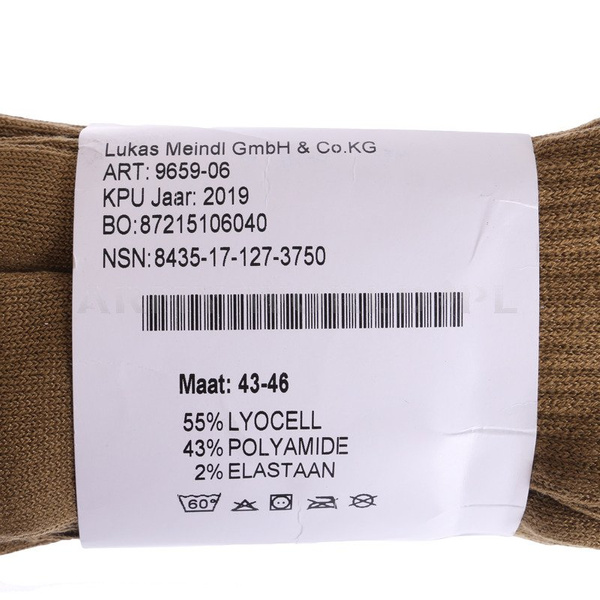 Lukas Meindl GmbH & Co.KG
ART: 9659-06
KPU Jaar: 2019
BO:87215106040
NSN:8435-17-127-3750
Maat: 43-46
55% LYOCELL
43% POLYAMIDE
2% ELASTAAN
60°